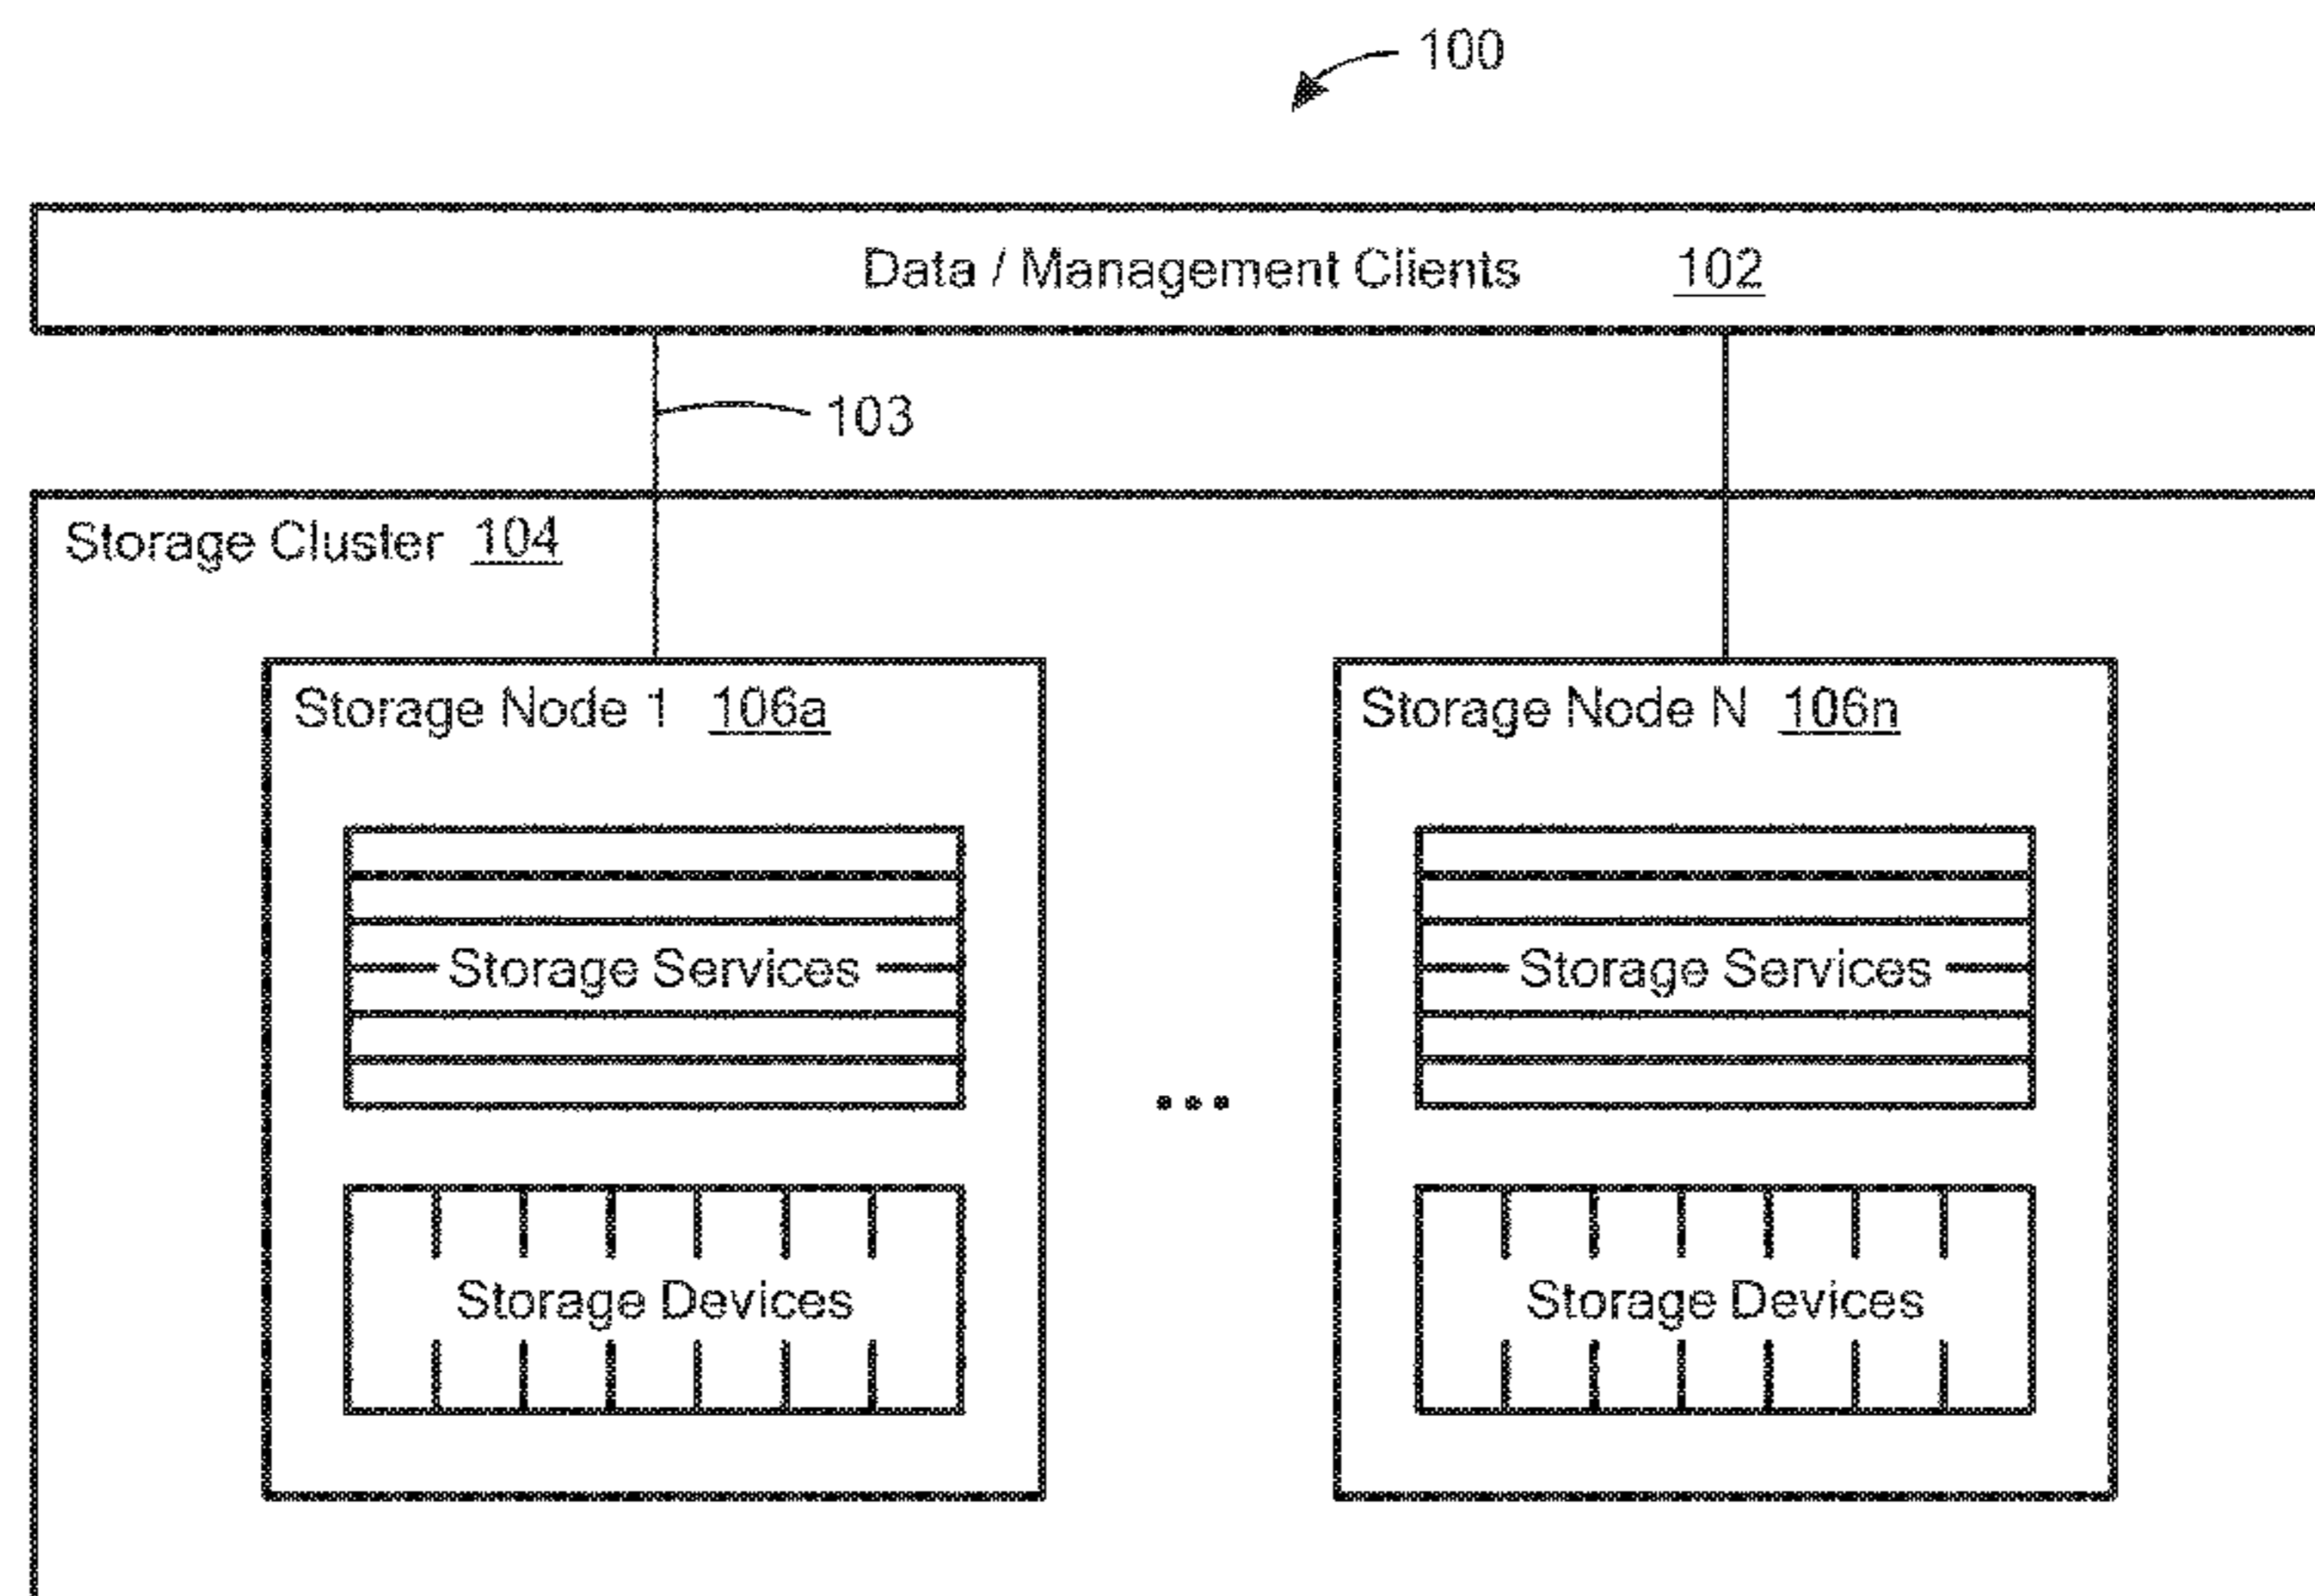 100
Data / Management Clients 102
103
Storage Cluster 104
Storage Node 1 106a
Storage Node N 106n
Storage Services
Storage Services
...
Storage Devices
Storage Devices